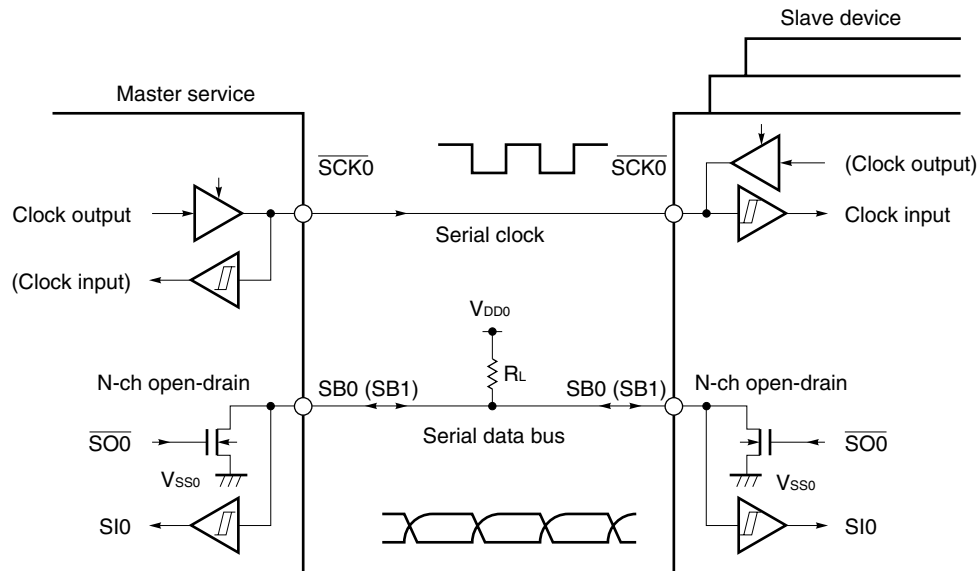 Slave device
Master service
SCK0
SCK0
(Clock output)
Clock output
Clock input
Serial clock
(Clock input)
VDD0
RL
N-ch open-drain
SB0 (SB1)
SB0 (SB1)
N-ch open-drain
SO0
Serial data bus
SO0
VSS0
VSS0
SI0
SI0